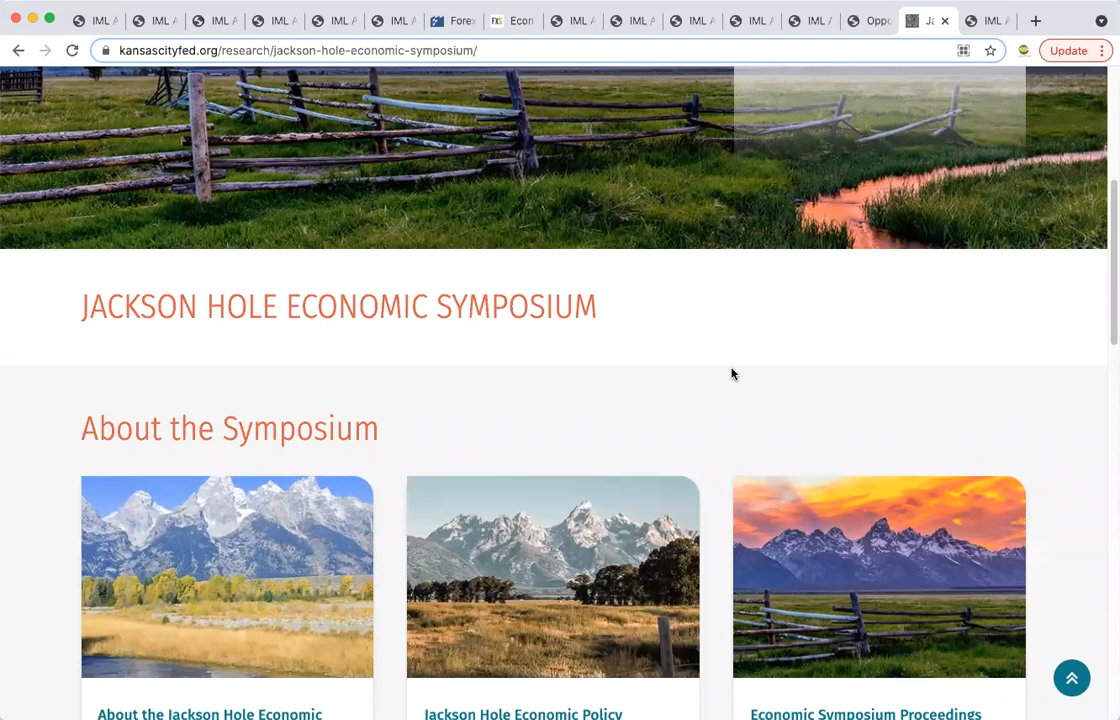 IML A
IML A
IML A
IML A
IML A
IML A
Forex
FXS
Econ
IML A
IML A
IML A
IML A
IML A
Oppo
Ja
IML A
kansascityfed.org/research/jackson-hole-economic-symposium/
Update
JACKSON HOLE ECONOMIC SYMPOSIUM
About the Symposium
About the Jackson Hole Economic
Jackson Hole Economic Policy
Economic Symposium Proceedings